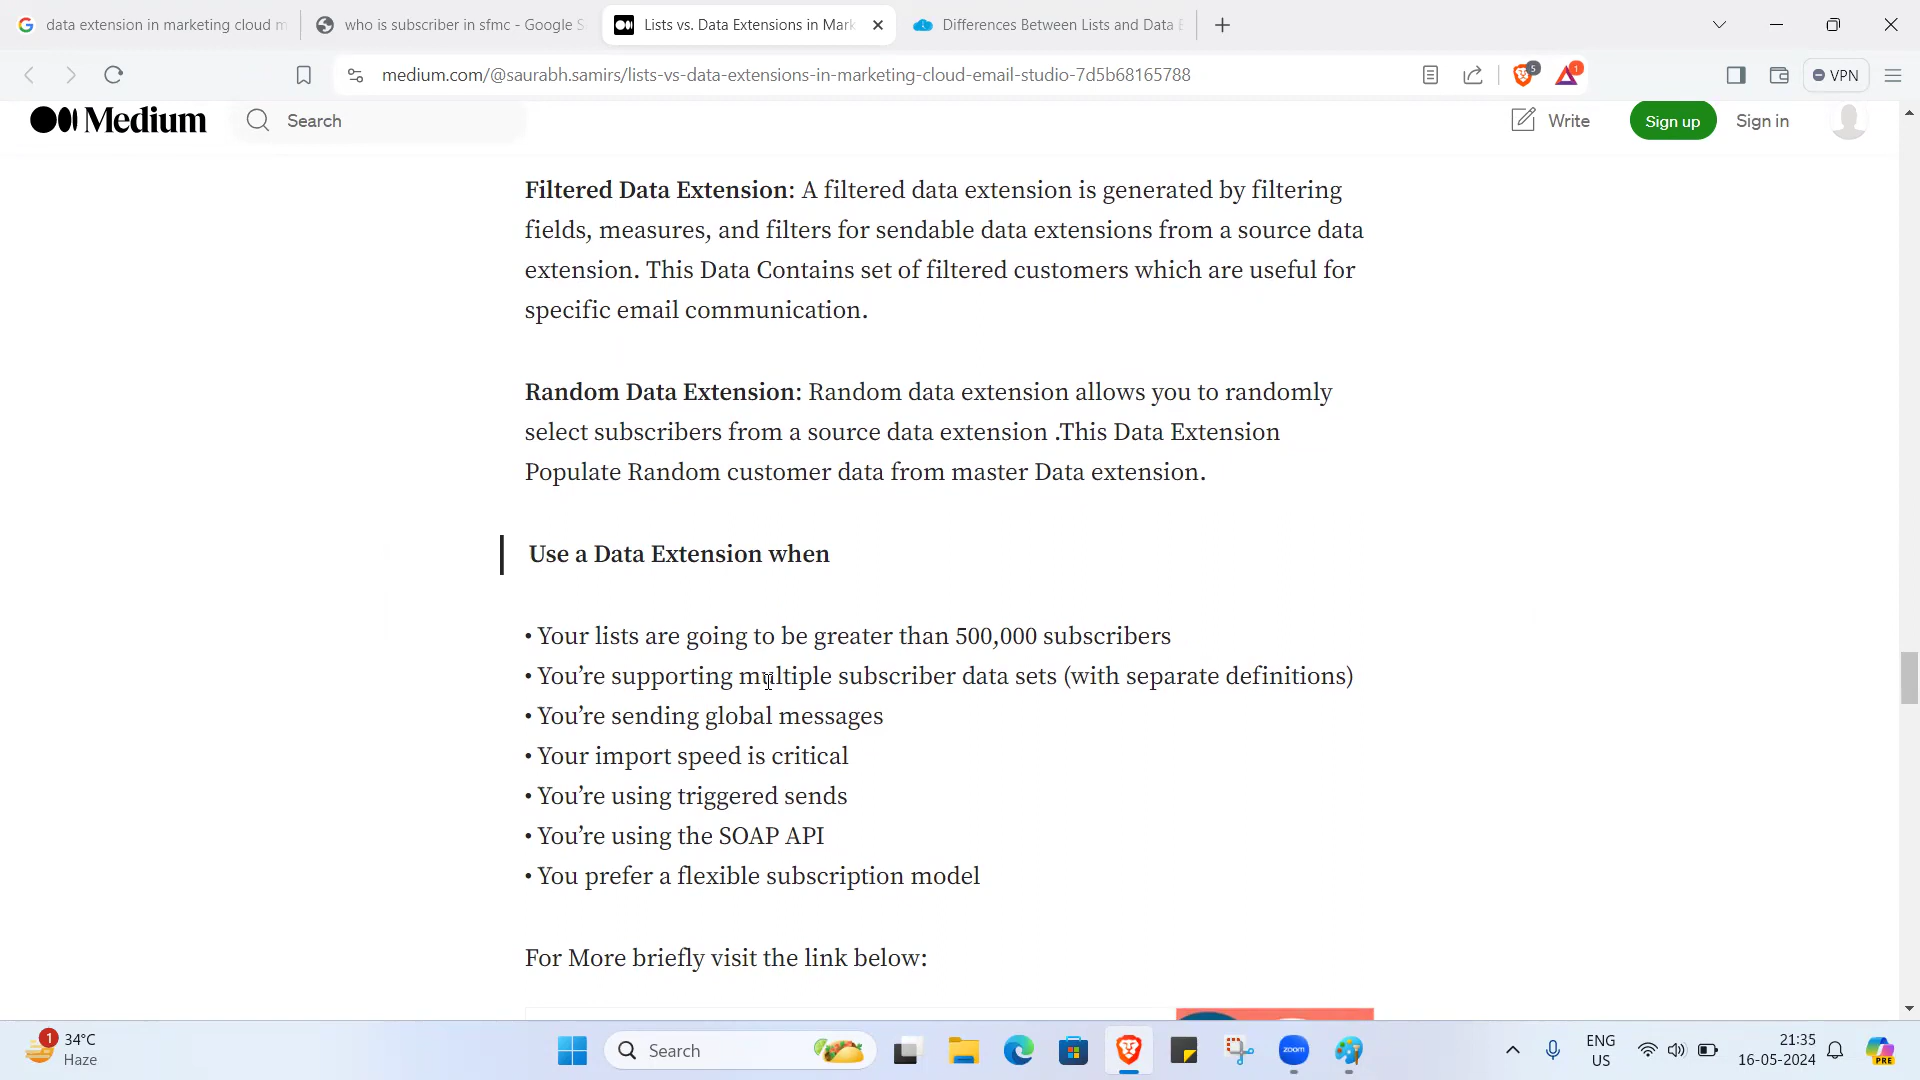 data extension in marketing cloud m
who is subscriber in sfmc - Google S
Lists vs. Data Extensions in Mark
Differences Between Lists and Data E
medium.com/@saurabh.samirs/lists-vs-data-extensions-in-marketing-cloud-email-studio-7d5b68165788
5
1
VPN
Medium
Search
Write
Sign up
Sign in
Filtered Data Extension: A filtered data extension is generated by filtering
fields, measures, and filters for sendable data extensions from a source data
extension. This Data Contains set of filtered customers which are useful for
specific email communication.
Random Data Extension: Random data extension allows you to randomly
select subscribers from a source data extension .This Data Extension
Populate Random customer data from master Data extension.
Use a Data Extension when
• Your lists are going to be greater than 500,000 subscribers
• You’re supporting multiple subscriber data sets (with separate definitions)
• You’re sending global messages
• Your import speed is critical
• You’re using triggered sends
• You’re using the SOAP API
• You prefer a flexible subscription model
For More briefly visit the link below:
1
34°C
Haze
Search
zoom
ENG
US
21:35
16-05-2024
PRE